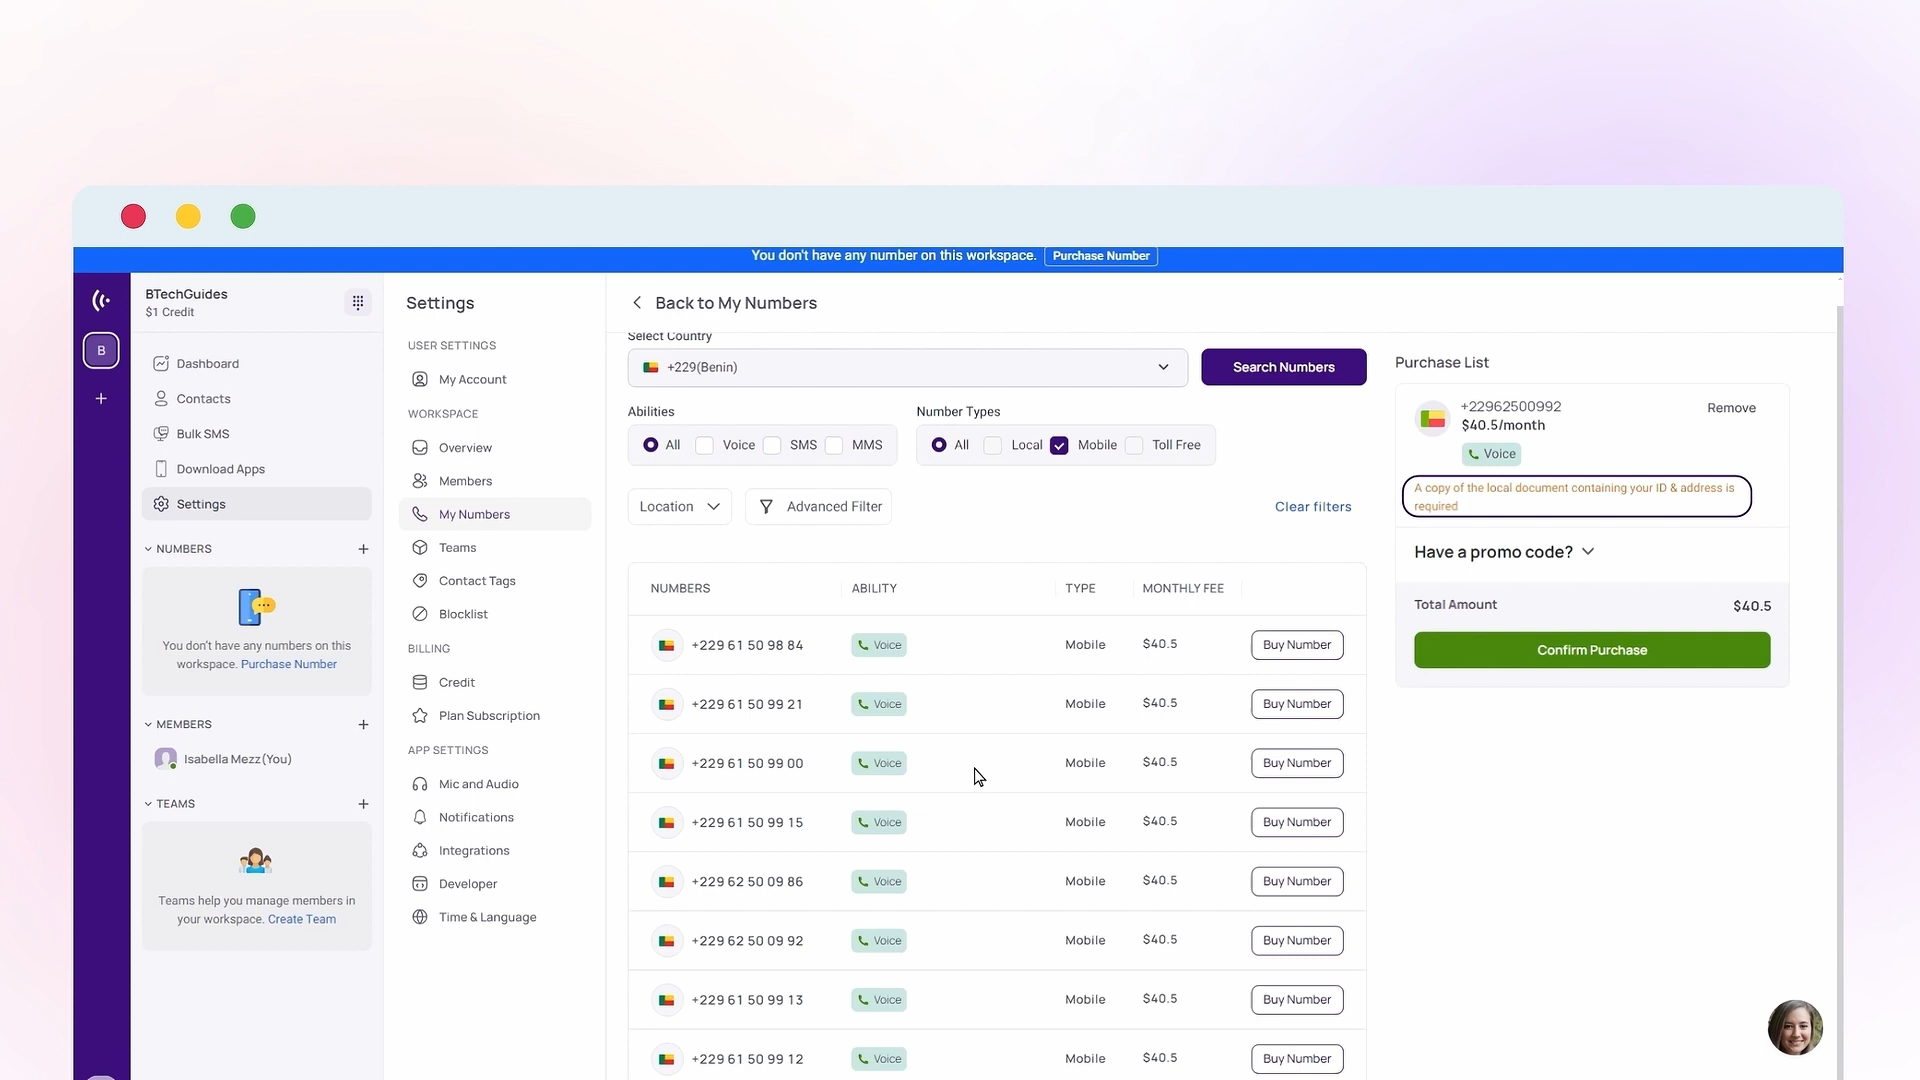 You don't have any number on this workspace. Purchase Number
BTechGuides
$1 Credit
B
Dashboard
Contacts
Bulk SMS
Download Apps
Settings
NUMBERS
You don't have any numbers on this
workspace. Purchase Number
MEMBERS
Isabella Mezz(You)
TEAMS
Teams help you manage members in
your workspace. Create Team
Settings
USER SETTINGS
My Account
WORKSPACE
Overview
Members
My Numbers
Teams
Contact Tags
Blocklist
BILLING
Credit
Plan Subscription
APP SETTINGS
Mic and Audio
Notifications
Integrations
Developer
Time & Language
Back to My Numbers
Select Country
+229(Benin)
Search Numbers
Abilities
All Voice SMS MMS
Number Types
All Local Mobile Toll Free
Location
Advanced Filter
Clear filters
NUMBERS ABILITY TYPE MONTHLY FEE
+229 61 50 98 84 Voice Mobile $40.5 Buy Number
+229 61 50 99 21 Voice Mobile $40.5 Buy Number
+229 61 50 99 00 Voice Mobile $40.5 Buy Number
+229 61 50 99 15 Voice Mobile $40.5 Buy Number
+229 62 50 09 86 Voice Mobile $40.5 Buy Number
+229 62 50 09 92 Voice Mobile $40.5 Buy Number
+229 61 50 99 13 Voice Mobile $40.5 Buy Number
+229 61 50 99 12 Voice Mobile $40.5 Buy Number
Purchase List
+22962500992
Remove
$40.5/month
Voice
A copy of the local document containing your ID & address is
required
Have a promo code?
Total Amount $40.5
Confirm Purchase